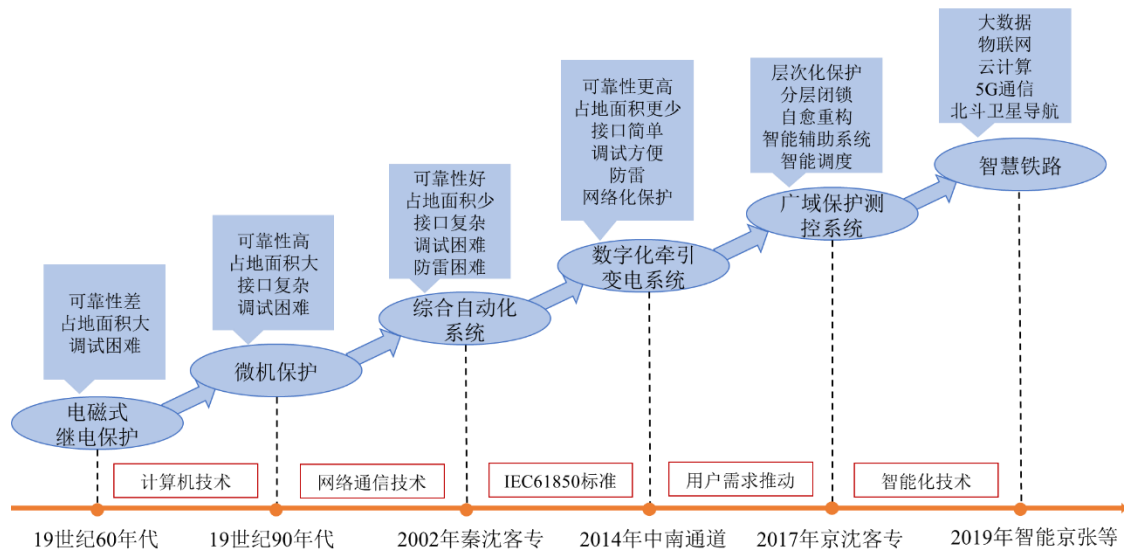 大数据
物联网
云计算
5G通信
北斗卫星导航
层次化保护
分层闭锁
自愈重构
智能辅助系统
智能调度
可靠性更高
占地面积更少
接口简单
调试方便
防雷
网络化保护
可靠性好
占地面积少
接口复杂
调试困难
防雷困难
可靠性高
占地面积大
接口复杂
调试困难
可靠性差
占地面积大
调试困难
智慧铁路
广域保护测
控系统
数字化牵引
变电系统
综合自动化
系统
微机保护
电磁式
继电保护
计算机技术
网络通信技术
IEC61850标准
用户需求推动
智能化技术
19世纪60年代
19世纪90年代
2002年秦沈客专
2014年中南通道
2017年京沈客专
2019年智能京张等